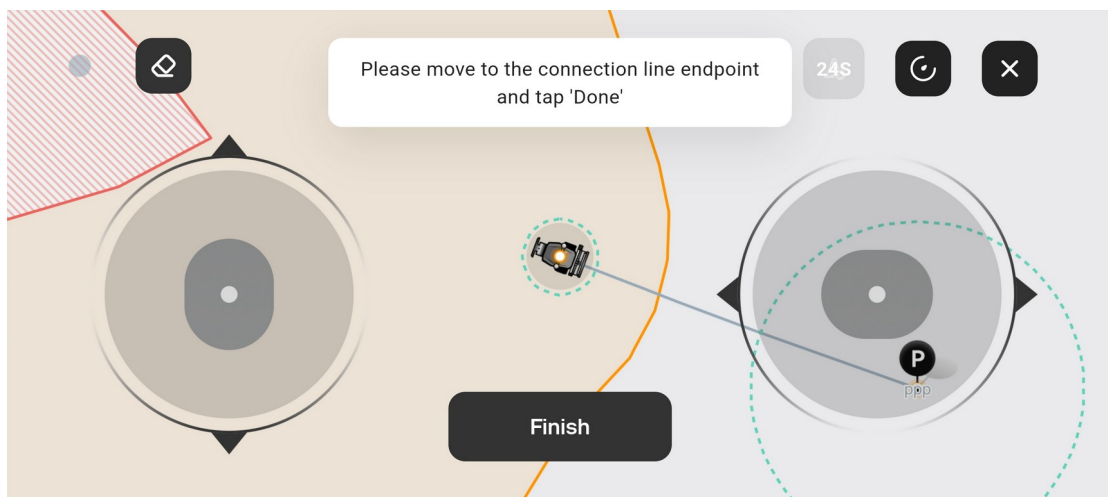 Please move to the connection line endpoint
and tap 'Done'
24S
P
ppp
Finish